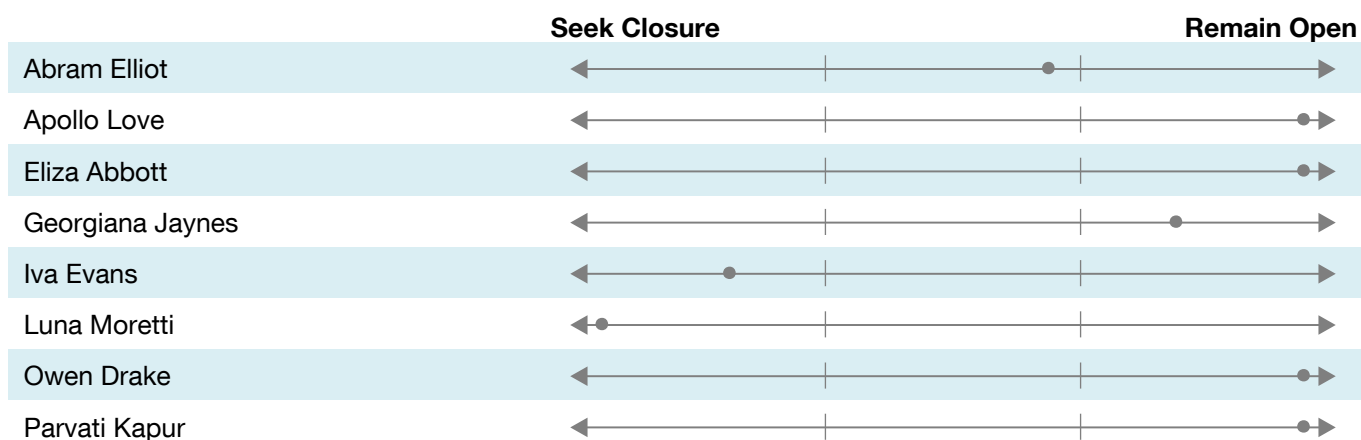 Seek Closure Remain Open
Abram Elliot
Apollo Love
Eliza Abbott
Georgiana Jaynes
Iva Evans
Luna Moretti
Owen Drake
Parvati Kapur